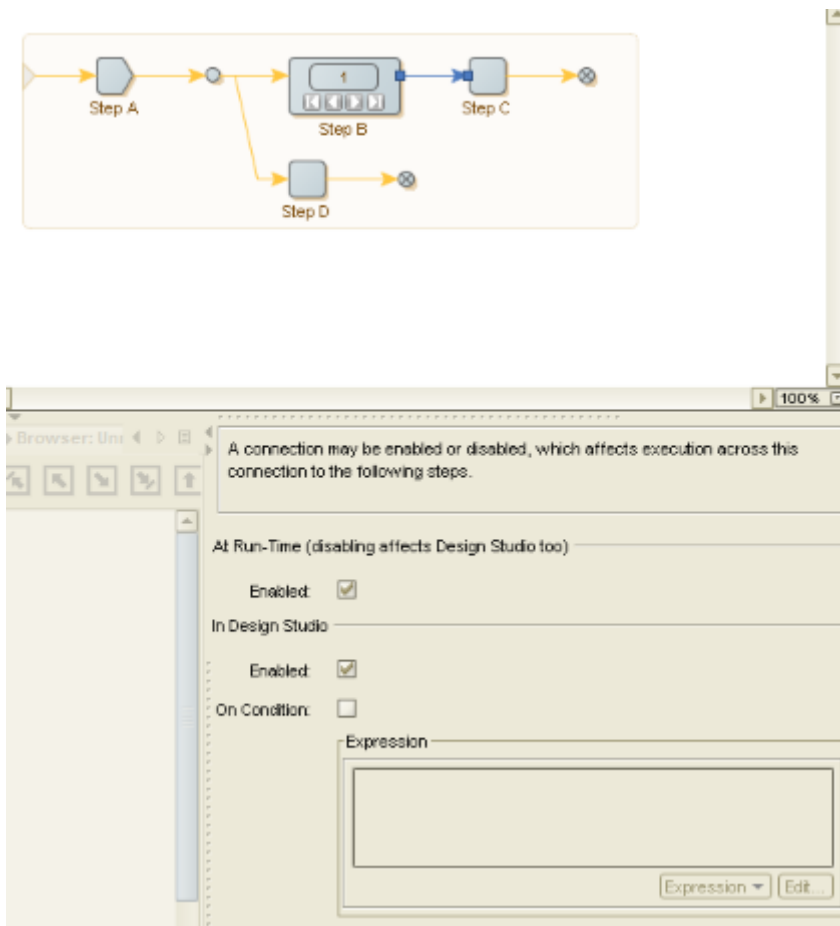 1
Step A
Step B
Step C
Step D
100%
Browser: Uni
A connection may be enabled or disabled, which affects execution across this
connection to the following steps.
At Run-Time (disabling affects Design Studio too)
Enabled:
In Design Studio
Enabled:
On Condition:
Expression
Expression
Edit...